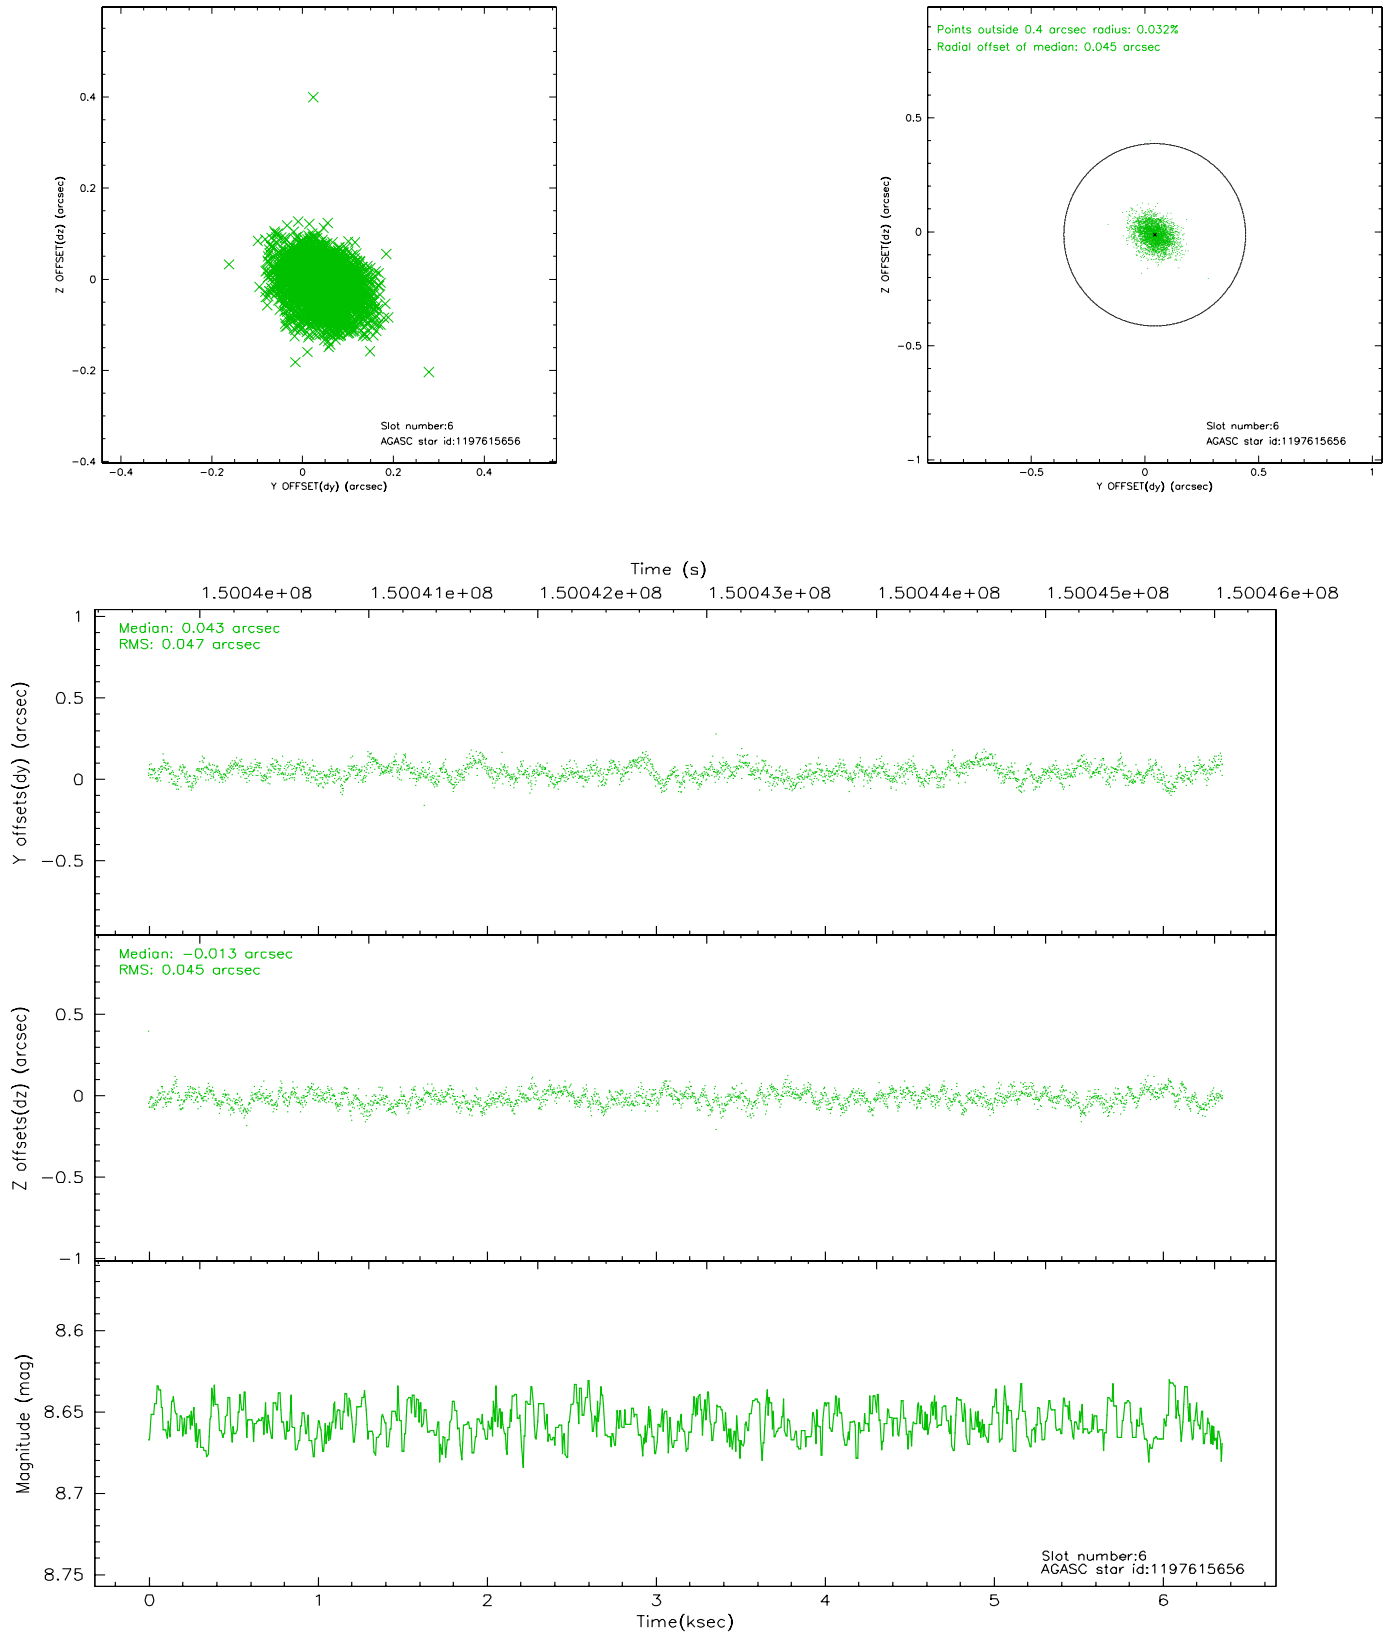 0.4
0.2
0
−0.2
−0.4
Z OFFSET(dz) (arcsec)
Slot number:6
AGASC star id:1197615656
−0.4 −0.2 0 0.2 0.4
Y OFFSET(dy) (arcsec)
Points outside 0.4 arcsec radius: 0.032%
Radial offset of median: 0.045 arcsec
0.5
0
−0.5
−1
Z OFFSET(dz) (arcsec)
Slot number:6
AGASC star id:1197615656
−0.5 0 0.5 1
Y OFFSET(dy) (arcsec)
Time (s)
1.5004e+08 1.50041e+08 1.50042e+08 1.50043e+08 1.50044e+08 1.50045e+08 1.50046e+08
Median: 0.043 arcsec
RMS: 0.047 arcsec
1
0.5
0
−0.5
Y offsets(dy) (arcsec)
Median: −0.013 arcsec
RMS: 0.045 arcsec
0.5
0
−0.5
−1
Z offsets(dz) (arcsec)
8.6
8.65
8.7
8.75
Magnitude (mag)
Slot number:6
AGASC star id:1197615656
0 1 2 3 4 5 6
Time(ksec)